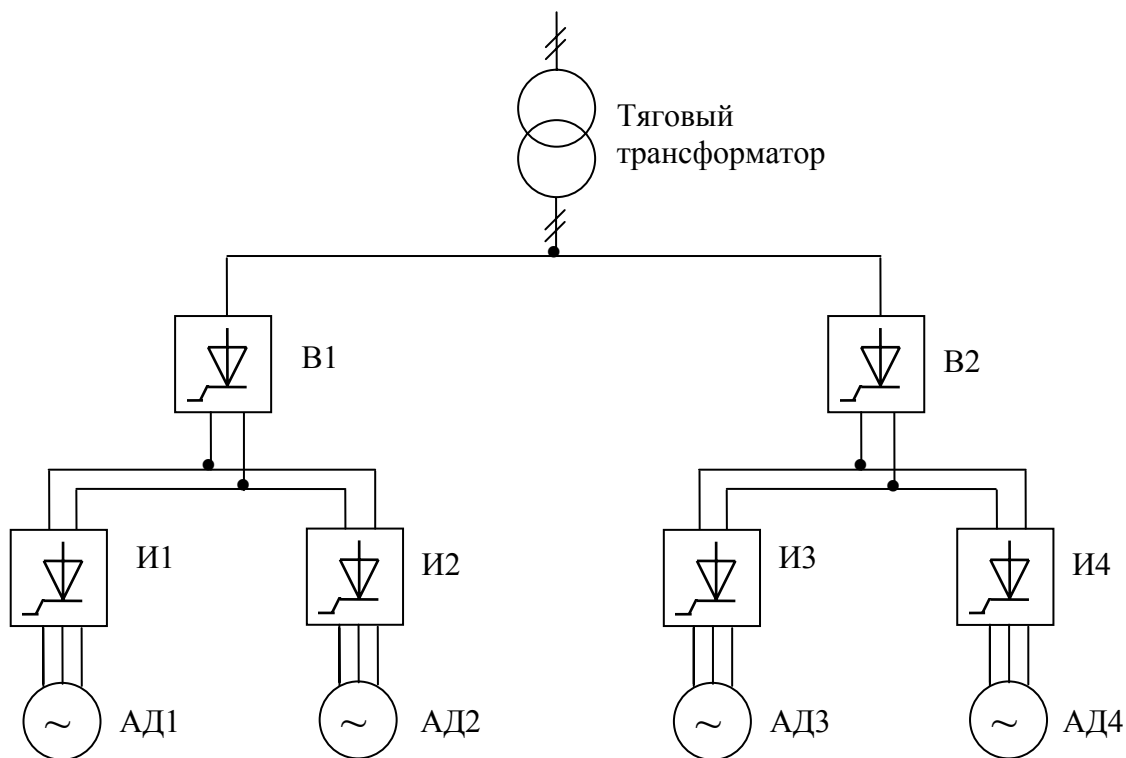 Тяговый
трансформатор
В1
В2
И1
И2
И3
И4
~
~
~
~
АД1
АД2
АД3
АД4